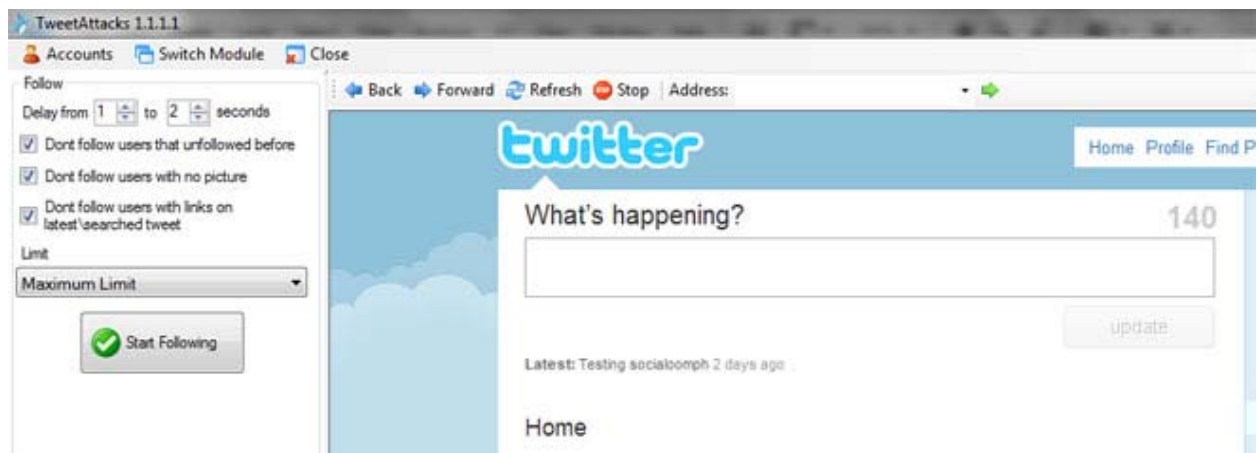 TweetAttacks 1.1.1.1
Accounts Switch Module Close
Follow
Delay from 1 to 2 seconds
Dont follow users that unfollowed before
Dont follow users with no picture
Dont follow users with links on
latest\searched tweet
Limit
Maximum Limit
Start Following
Back Forward Refresh Stop Address:
twitter
Home Profile Find P
What's happening?
140
update
Latest: Testing socialoomph 2 days ago
Home